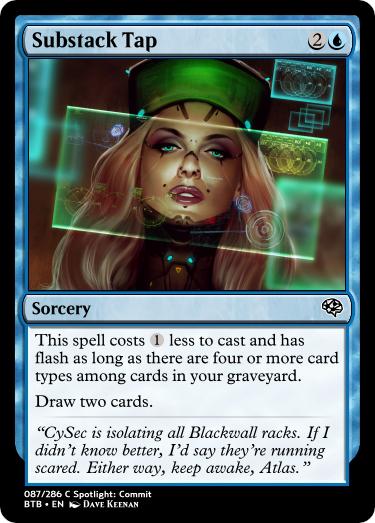 Substack Tap 2
Sorcery
This spell costs 1 less to cast and has
flash as long as there are four or more card
types among cards in your graveyard.
Draw two cards.
“CySec is isolating all Blackwall racks. If I
didn’t know better, I’d say they’re running
scared. Either way, keep awake, Atlas.”
087/286 C Spotlight: Commit
BTB • EN Dave Keenan